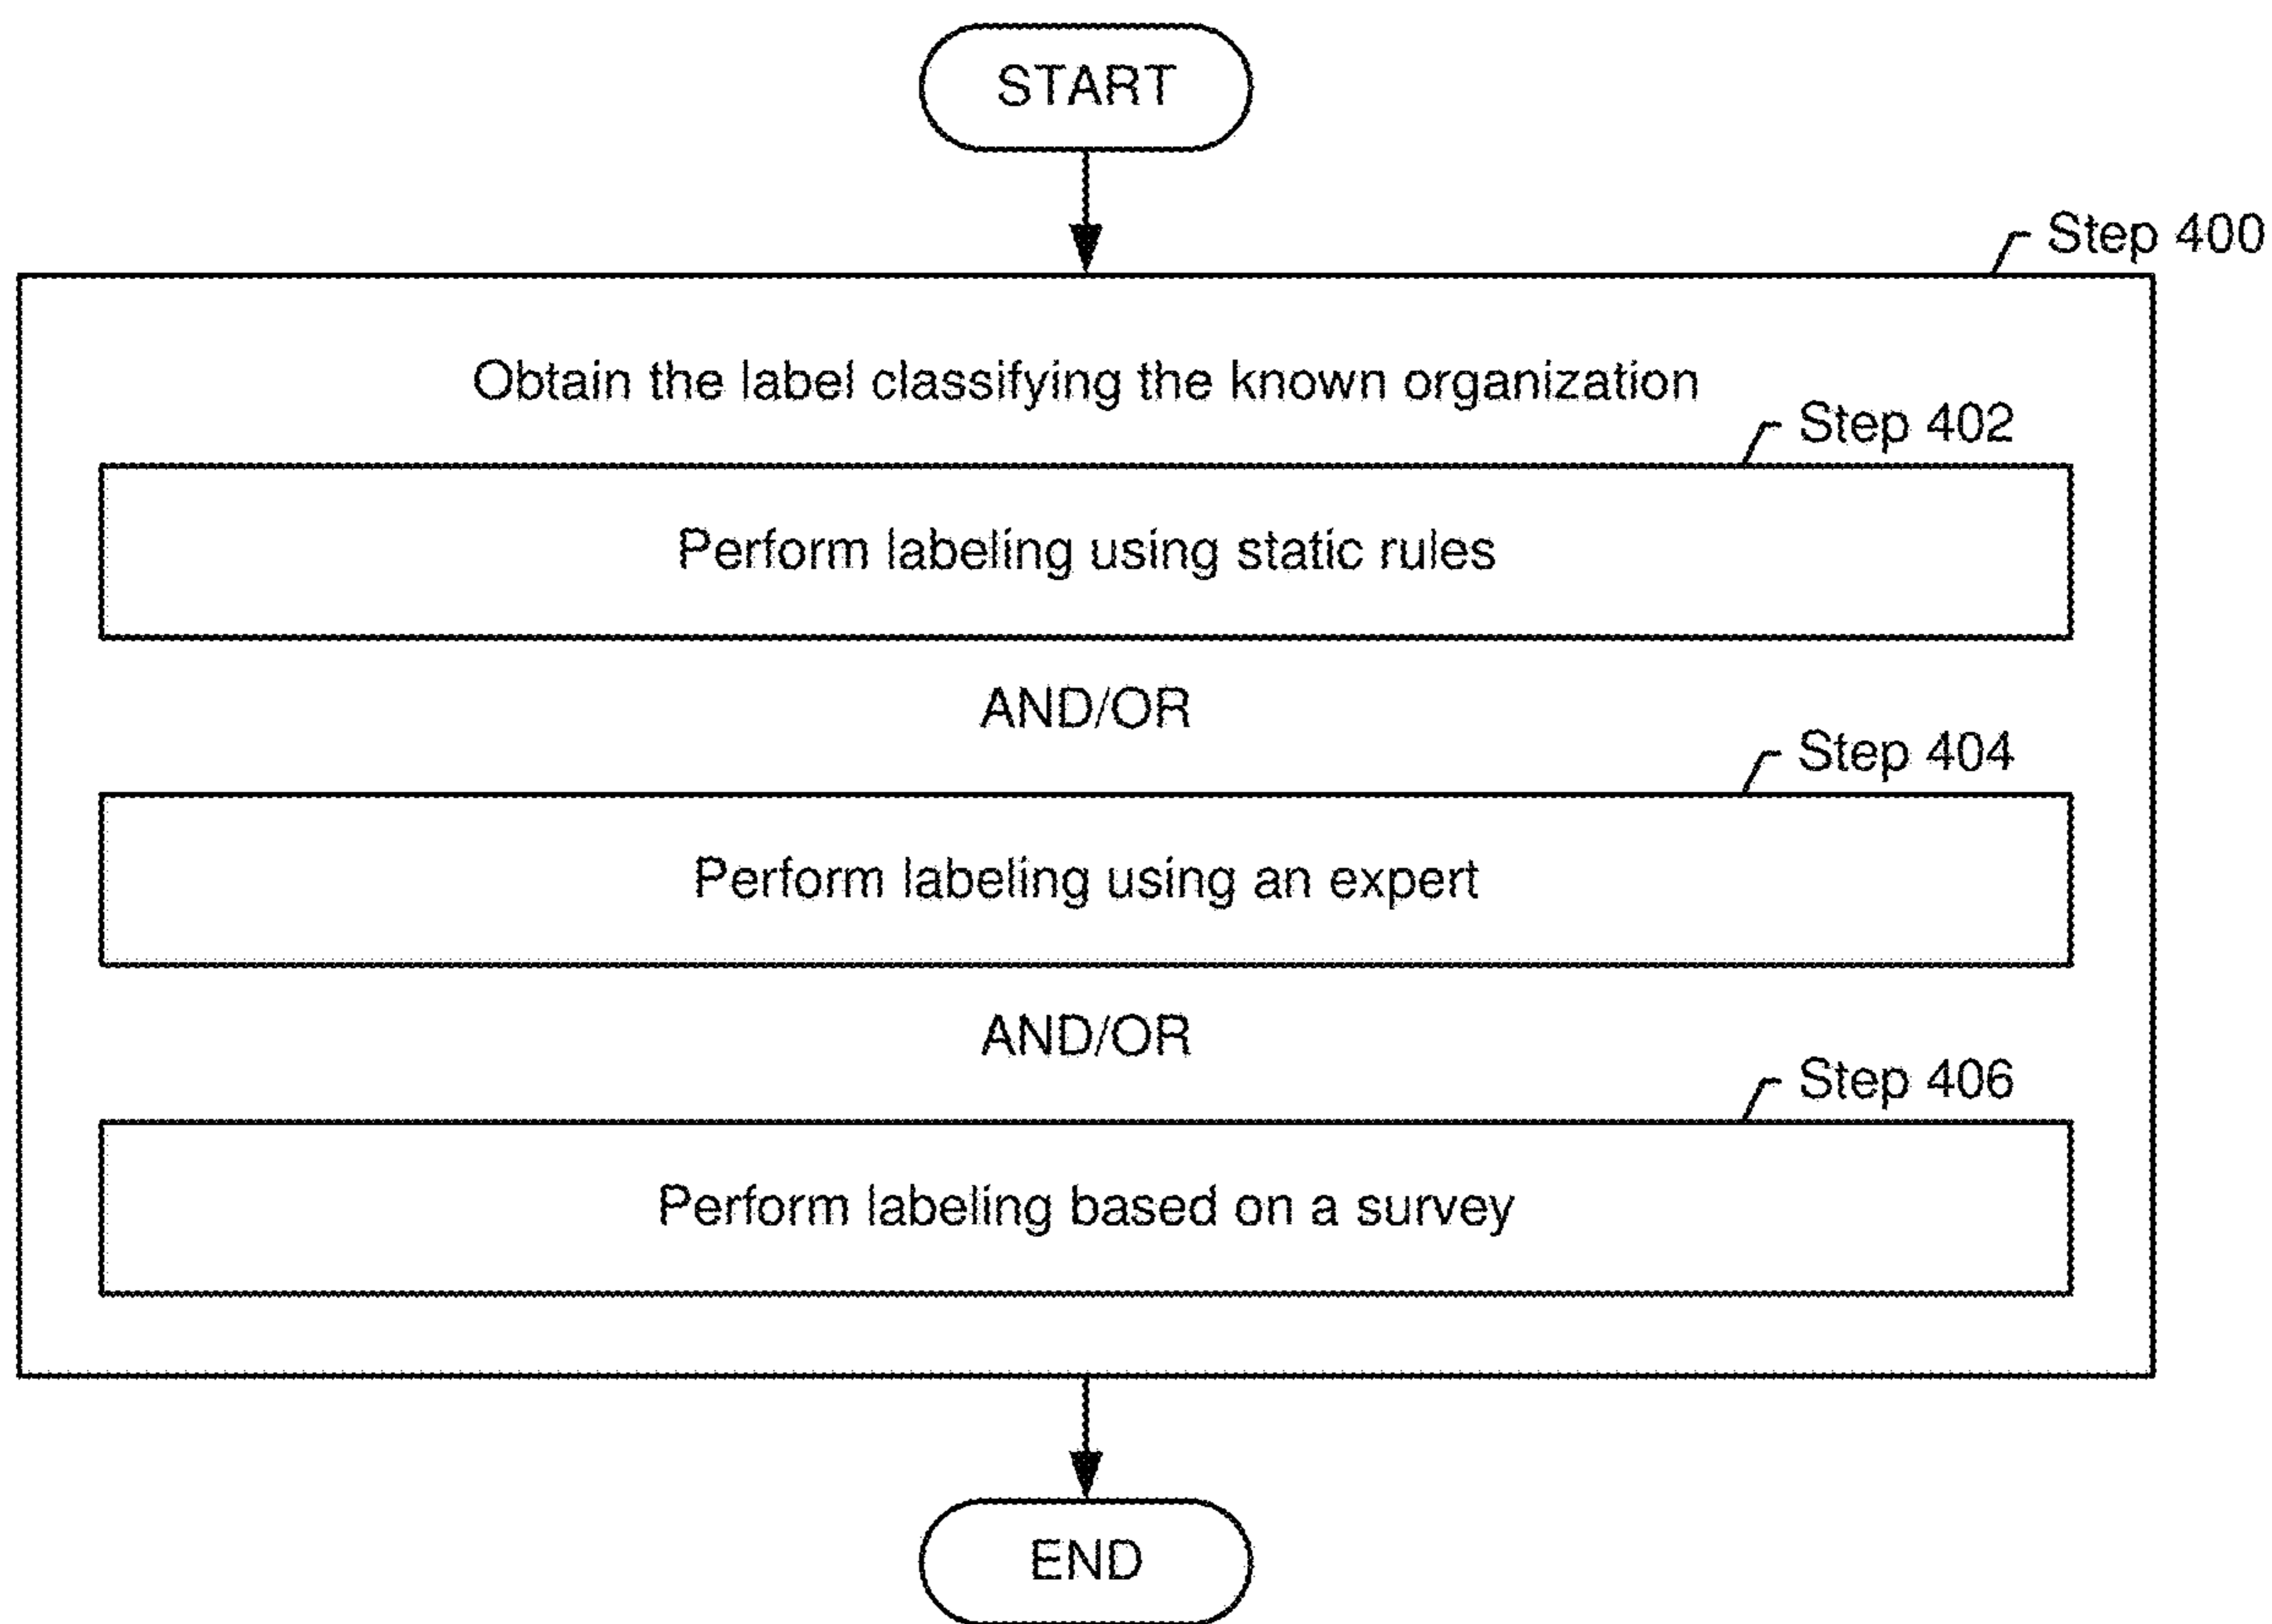 START
Step 400
Obtain the label classifying the known organization
Step 402
Perform labeling using static rules
AND/OR
Step 404
Perform labeling using an expert
AND/OR
Step 406
Perform labeling based on a survey
END